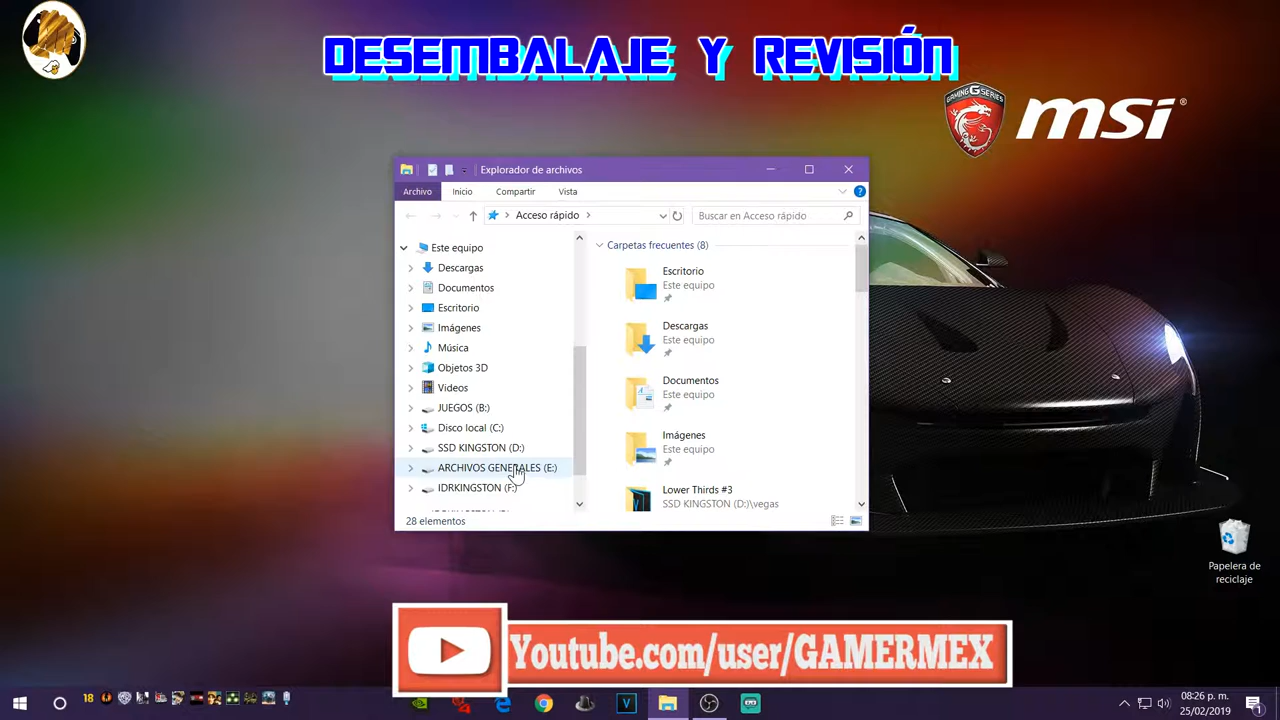 DESEMBALAJE Y REVISIÓN
GAMING G SERIES
msi®
Explorador de archivos
Archivo
Inicio
Compartir
Vista
Acceso rápido
Buscar en Acceso rápido
Este equipo
Descargas
Documentos
Escritorio
Imágenes
Música
Objetos 3D
Videos
JUEGOS (B:)
Disco local (C:)
SSD KINGSTON (D:)
ARCHIVOS GENERALES (E:)
IDRKINGSTON (F:)
28 elementos
Carpetas frecuentes (8)
Escritorio
Este equipo
Descargas
Este equipo
Documentos
Este equipo
Imágenes
Este equipo
Lower Thirds #3
SSD KINGSTON (D:)\vegas
Papelera de
reciclaje
Youtube.com/user/GAMERMEX
18
V
08:26 p. m.
25/02/2019
1